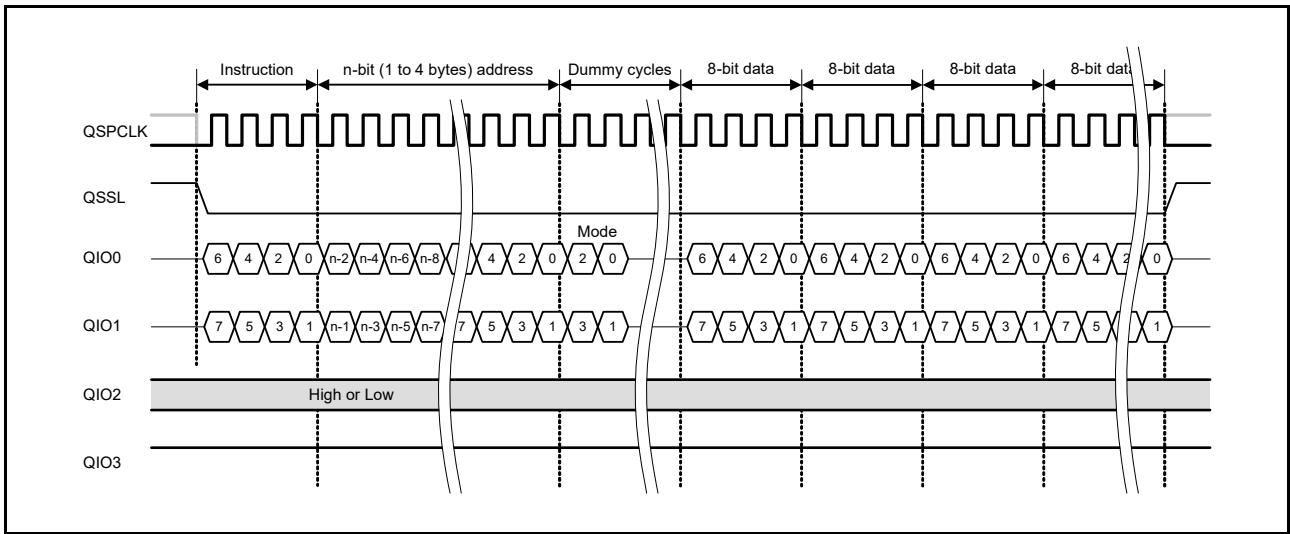 Instruction n-bit (1 to 4 bytes) address Dummy cycles 8-bit data 8-bit data 8-bit data 8-bit dat
QSPCLK
QSSL
Mode
QIO0 6 4 2 0 n-2 n-4 n-6 n-8 4 2 0 2 0 6 4 2 0 6 4 2 0 6 4 2 0 6 4 2 0
QIO1 7 5 3 1 n-1 n-3 n-5 n-7 7 5 3 1 3 1 7 5 3 1 7 5 3 1 7 5 3 1 7 5 1
QIO2 High or Low
QIO3